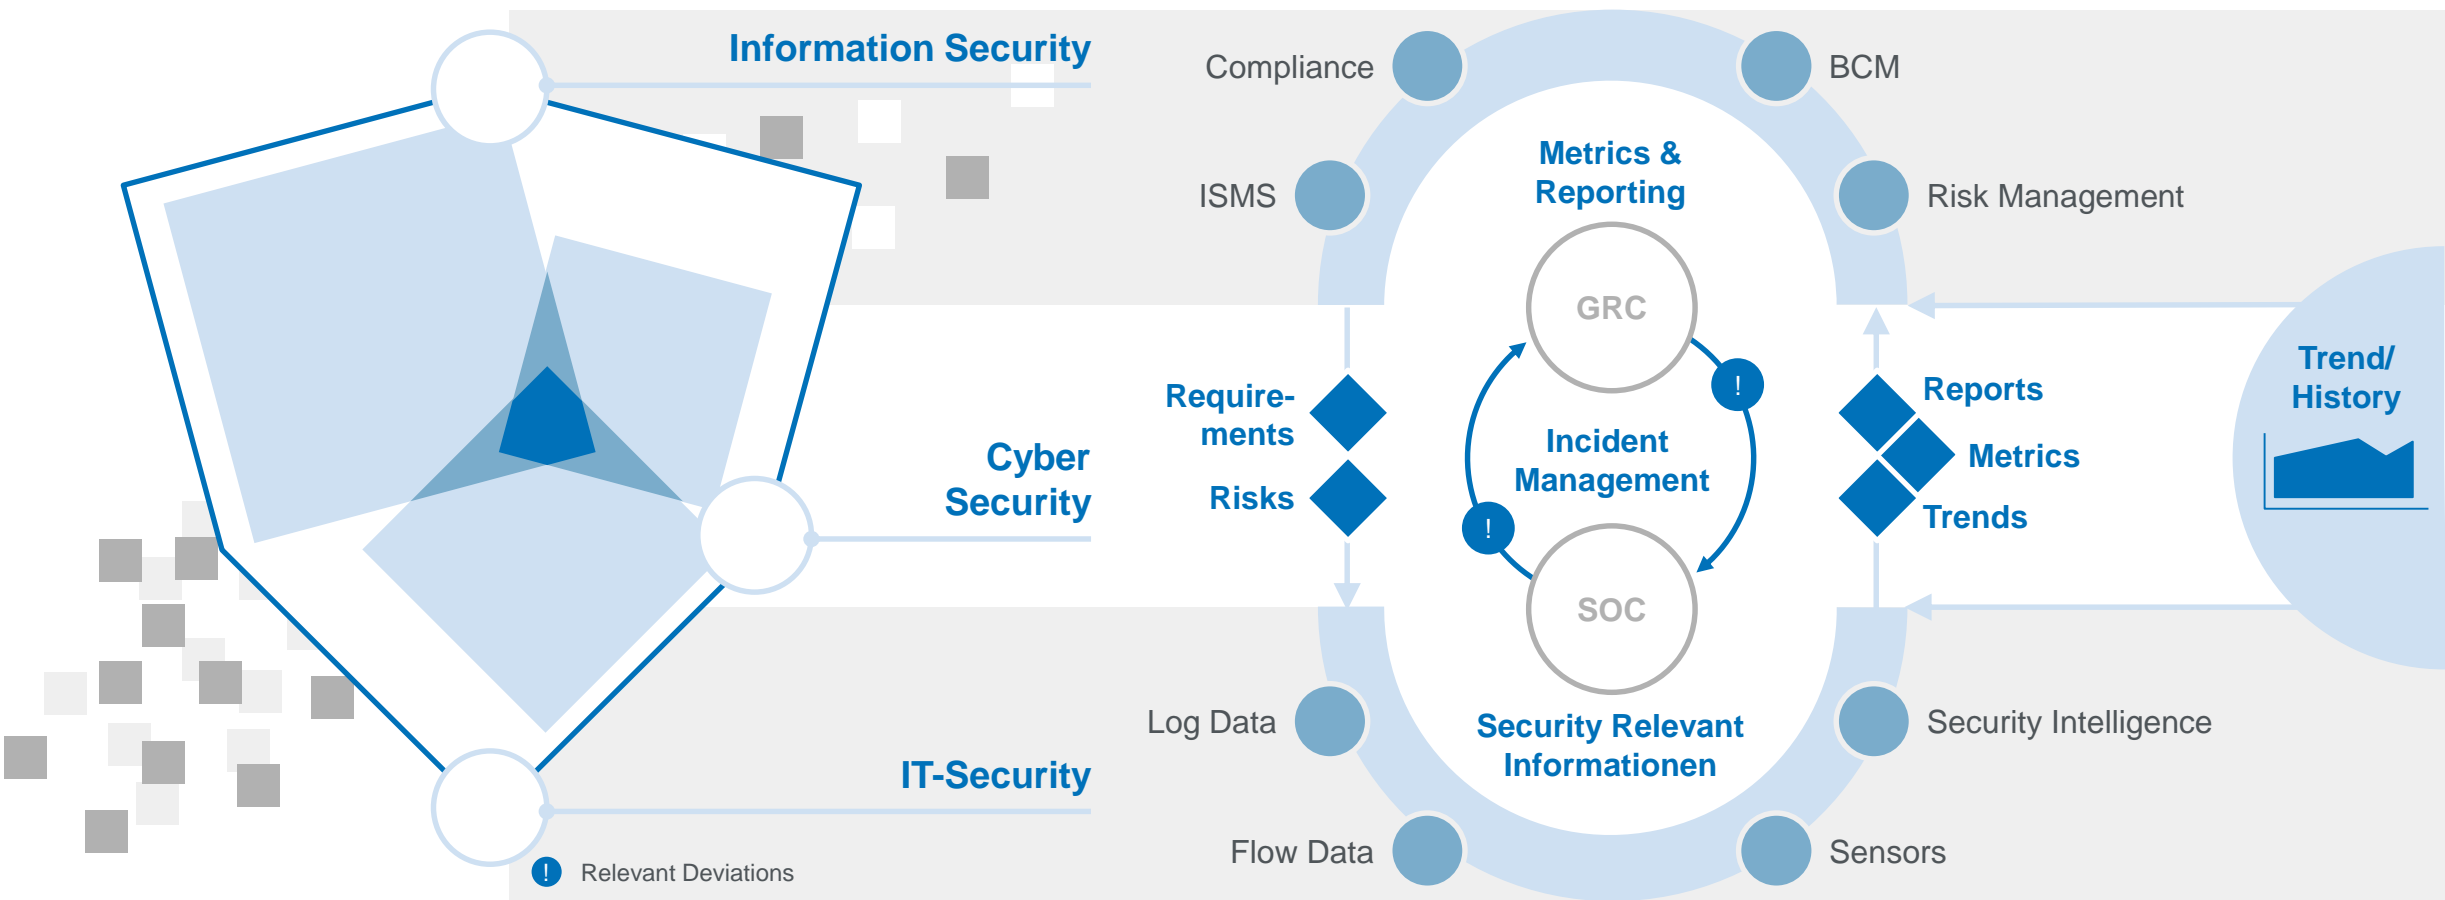 Information Security
Compliance
BCM
Metrics &
Reporting
ISMS
Risk Management
GRC
!
Require-
ments
Risks
Incident
Management
Reports
Metrics
Trends
Trend/
History
Cyber
Security
!
SOC
Log Data
Security Relevant
Informationen
Security Intelligence
IT-Security
Flow Data
Sensors
! Relevant Deviations